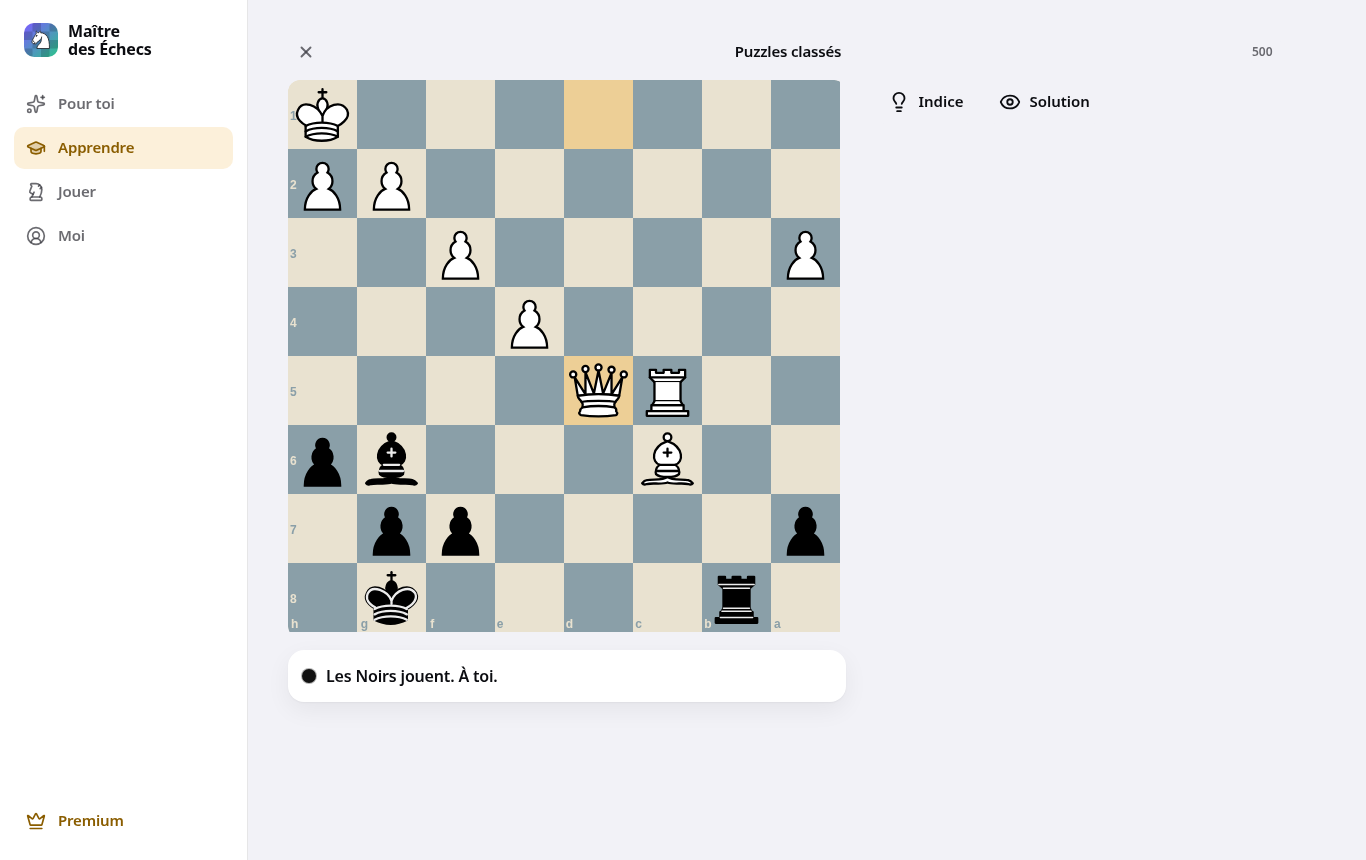 Maître
des Échecs
Pour toi
Apprendre
Jouer
Moi
Premium
Puzzles classés
500
1
2
3
4
5
6
7
8
h g f e d c b a
Indice
Solution
Les Noirs jouent. À toi.